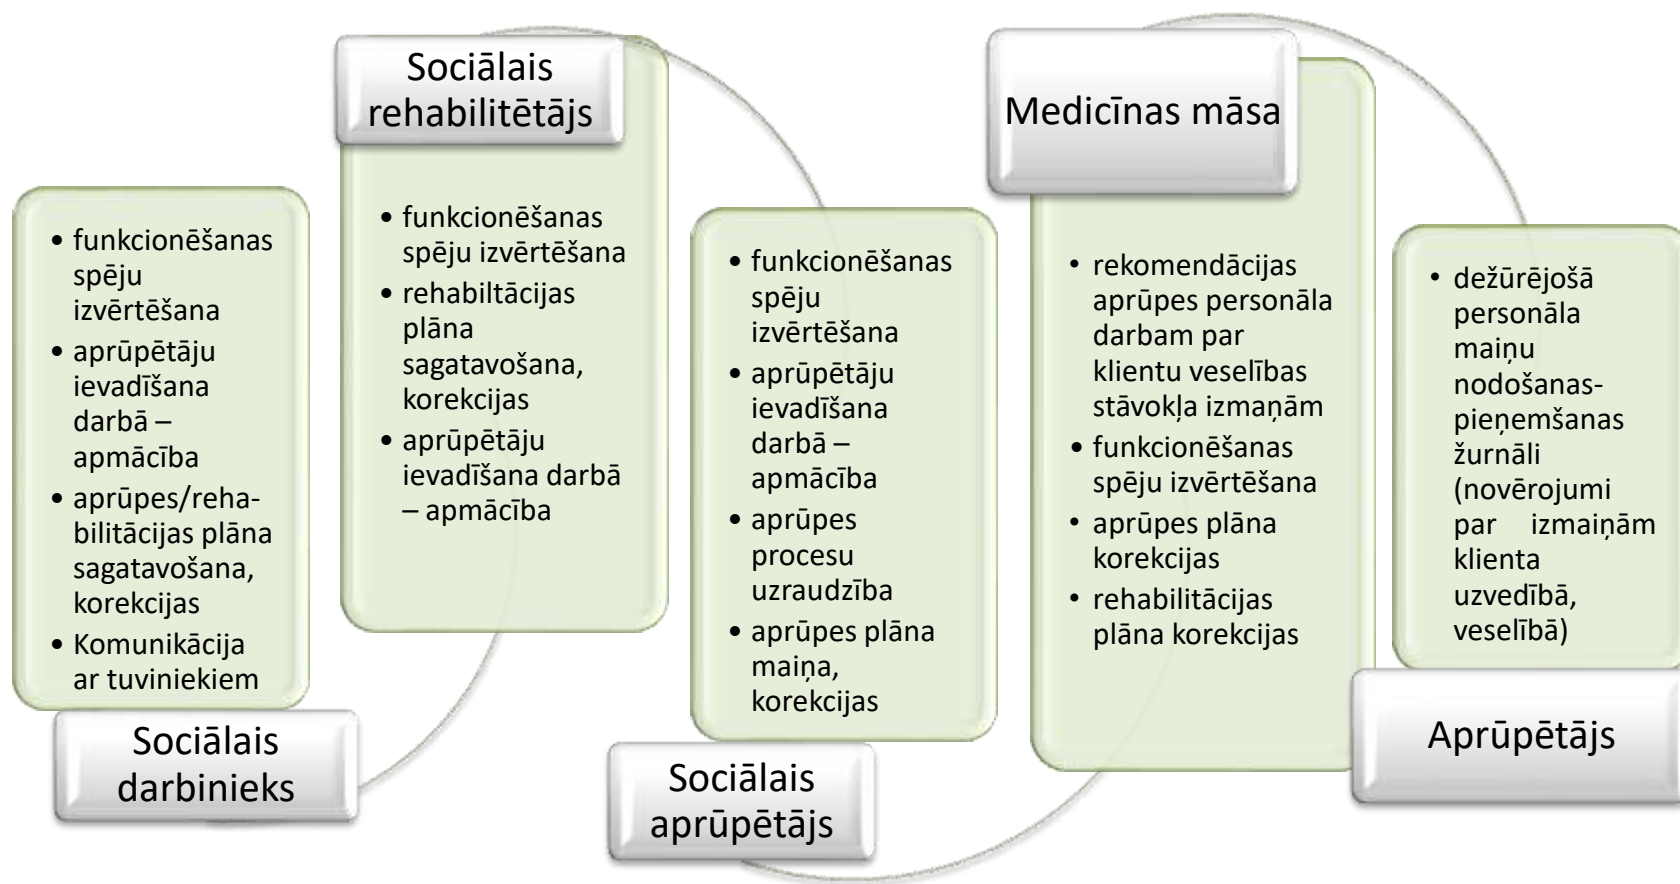 • funkcionēšanas
spēju
izvērtēšana
• aprūpētāju
ievadīšana
darbā –
apmācība
• aprūpes/reha-
bilitācijas plāna
sagatavošana,
korekcijas
• Komunikācija
ar tuviniekiem
Sociālais
darbinieks
Sociālais
rehabilitētājs
• funkcionēšanas
spēju izvērtēšana
• rehabiltācijas
plāna
sagatavošana,
korekcijas
• aprūpētāju
ievadīšana darbā
– apmācība
• funkcionēšanas
spēju
izvērtēšana
• aprūpētāju
ievadīšana
darbā –
apmācība
• aprūpes
procesu
uzraudzība
• aprūpes plāna
maiņa,
korekcijas
Sociālais
aprūpētājs
Medicīnas māsa
• rekomendācijas
aprūpes personāla
darbam par
klientu veselības
stāvokļa izmaņām
• funkcionēšanas
spēju izvērtēšana
• aprūpes plāna
korekcijas
• rehabilitācijas
plāna korekcijas
• dežūrējošā
personāla
maiņu
nodošanas-
pieņemšanas
žurnāli
(novērojumi
par izmaiņām
klienta
uzvedībā,
veselībā)
Aprūpētājs